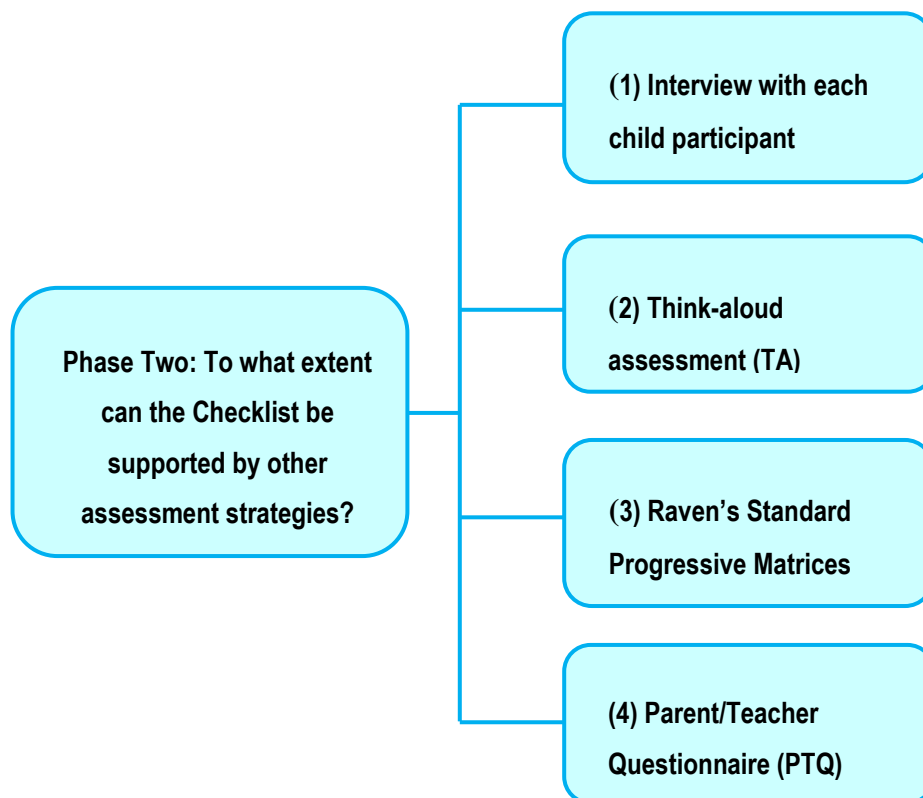 (1) Interview with each
child participant
(2) Think-aloud
assessment (TA)
Phase Two: To what extent
can the Checklist be
supported by other
assessment strategies?
(3) Raven’s Standard
Progressive Matrices
(4) Parent/Teacher
Questionnaire (PTQ)